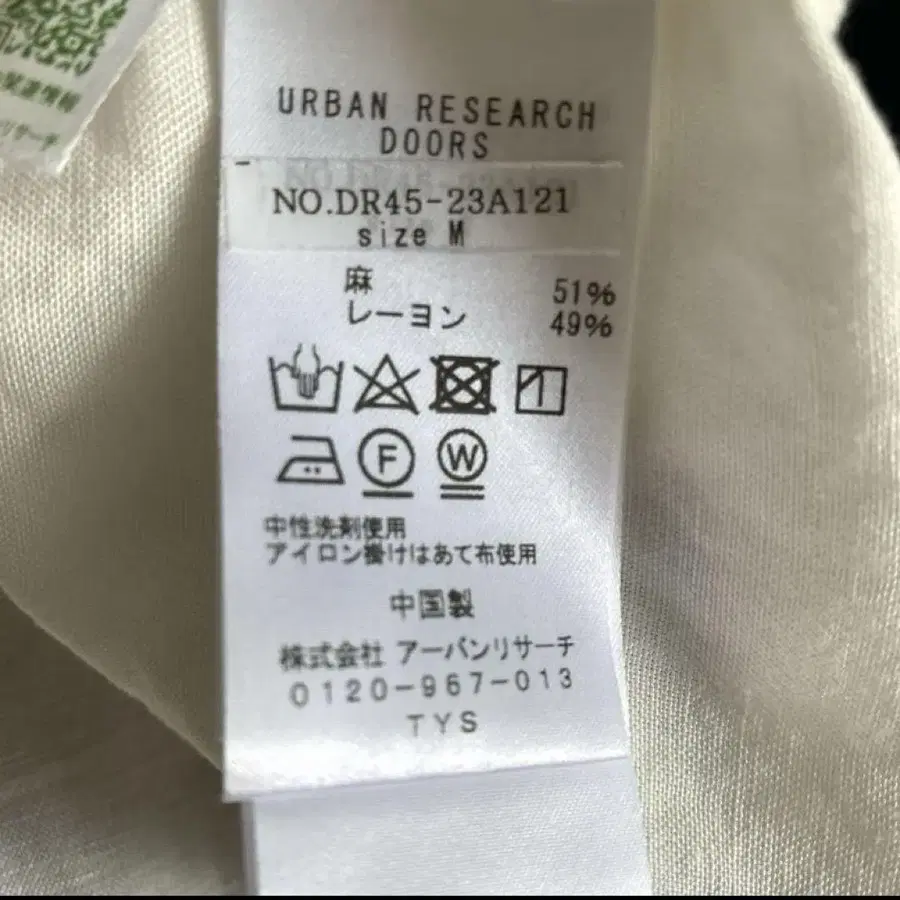 URBAN RESEARCH
DOORS
NO.DR45-23A121
size M
麻 51%
レーヨン 49%
F
W
中性洗剤使用
アイロン掛けはあて布使用
中国製
株式会社 アーバンリサーチ
0120-967-013
TYS